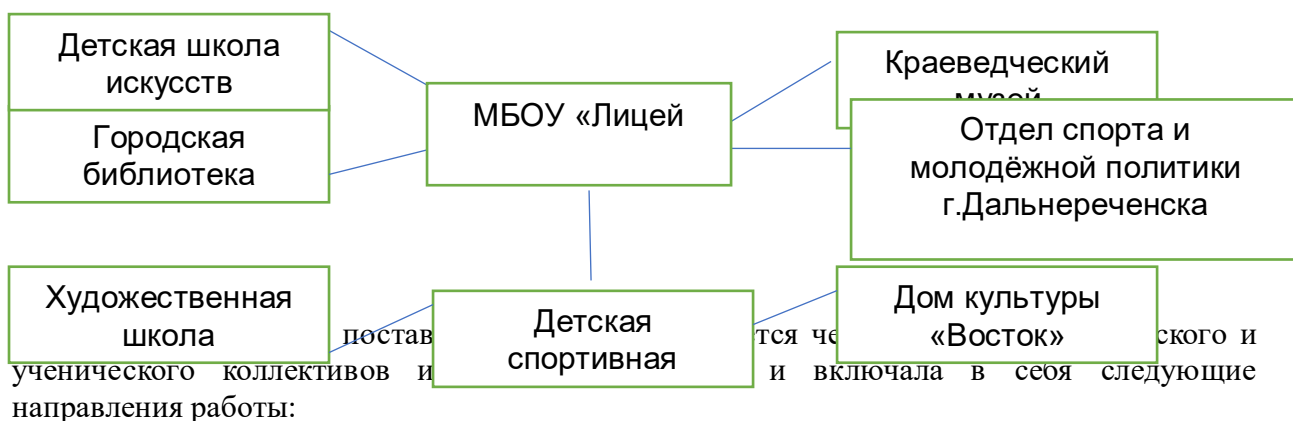 Детская школа
искусств
Городская
библиотека
МБОУ «Лицей
Краеведческий
Отдел спорта и
молодёжной политики
г.Дальнереченска
Художественная
школа
Детская
спортивная
Дом культуры
«Восток»
постав ется че ского и
ученического коллективов и и включала в себя следующие
направления работы: